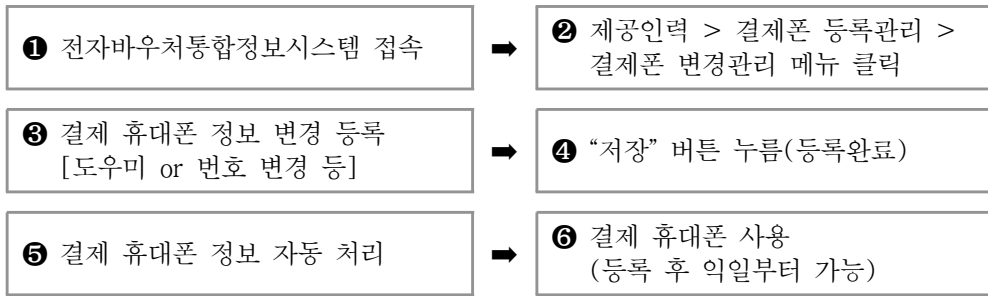 ❶ 전자바우처통합정보시스템 접속
➡
❷ 제공인력 > 결제폰 등록관리 >
결제폰 변경관리 메뉴 클릭
❸ 결제 휴대폰 정보 변경 등록
[도우미 or 번호 변경 등]
➡
❹ “저장” 버튼 누름(등록완료)
❺ 결제 휴대폰 정보 자동 처리
➡
❻ 결제 휴대폰 사용
(등록 후 익일부터 가능)